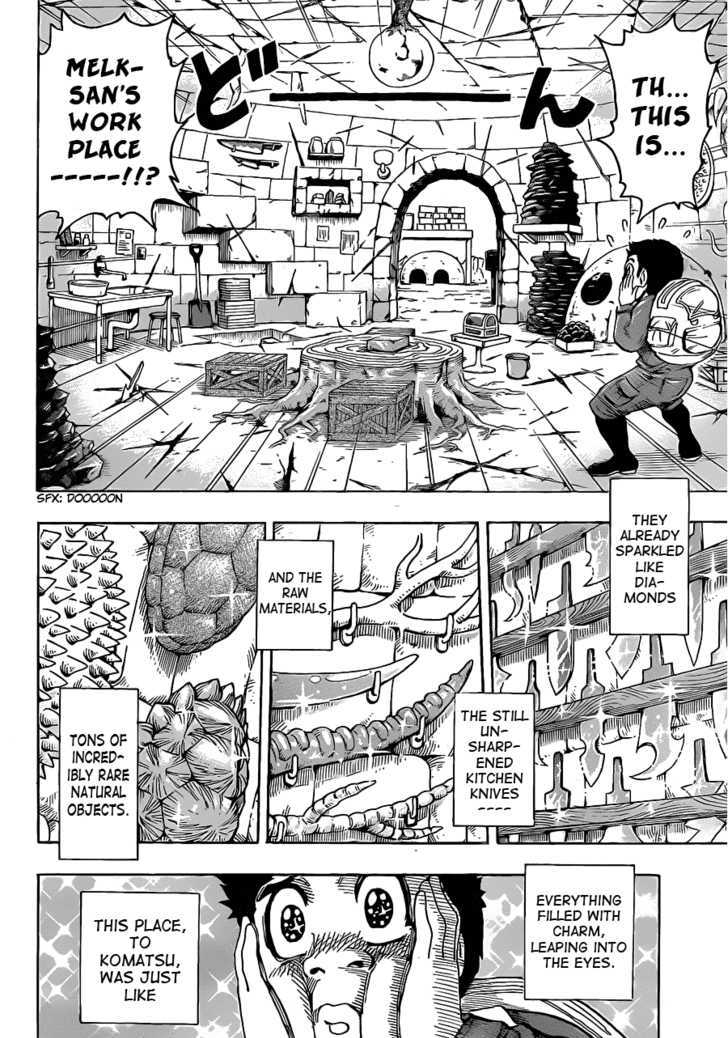 TH...
THIS
IS...
ど
ーーー
ん
MELK-
SAN'S
WORK
PLACE
-----!!?
SFX: DOOOOON
THEY
ALREADY
SPARKLED
LIKE
DIA-
MONDS
THE STILL
UN-
SHARP-
ENED
KITCHEN
KNIVES
----
AND THE
RAW
MATERIALS,
TONS OF
INCRED-
IBLY RARE
NATURAL
OBJECTS.
EVERYTHING
FILLED WITH
CHARM,
LEAPING INTO
THE EYES.
THIS PLACE,
TO
KOMATSU,
WAS JUST
LIKE